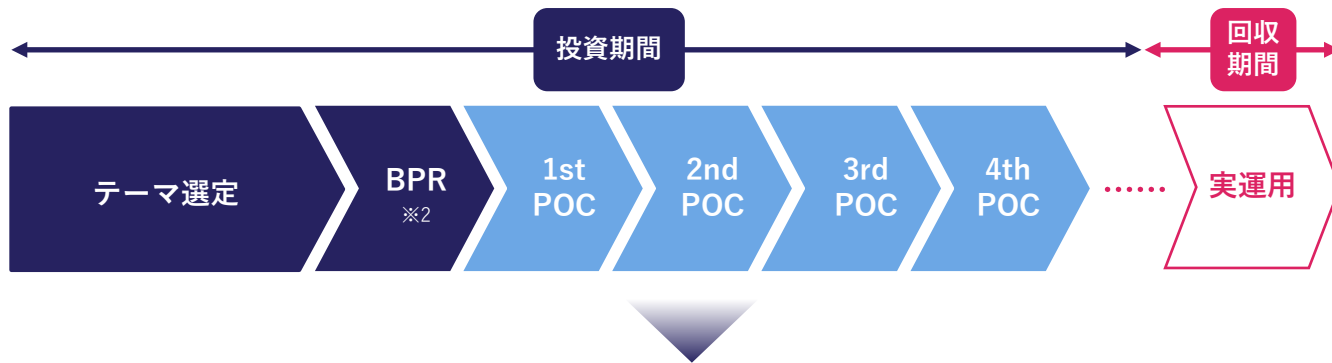 投資期間
回収
期間
テーマ選定
BPR
※2
1st
POC
2nd
POC
3rd
POC
4th
POC
……
実運用